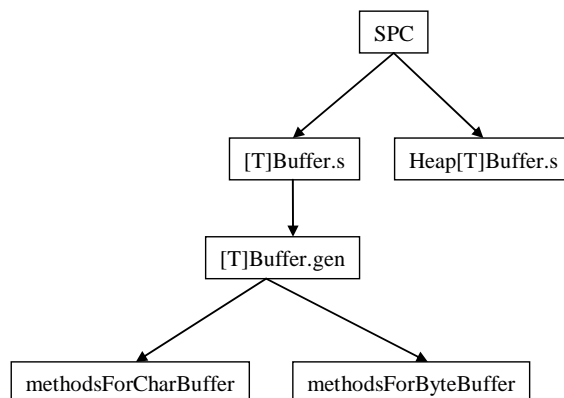 SPC
[T]Buffer.s
Heap[T]Buffer.s
[T]Buffer.gen
methodsForCharBuffer
methodsForByteBuffer